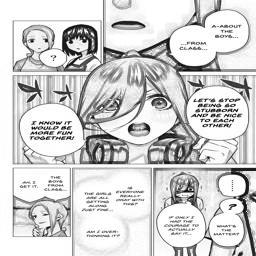 A-ABOUT
THE
BOYS...
...FROM
CLASS...
?
LET'S STOP
BEING SO
STUBBORN
AND BE NICE
TO EACH
OTHER!
I KNOW IT
WOULD BE
MORE FUN
TOGETHER!
...
?
WHAT'S
THE
MATTER?
IF ONLY I HAD
THE COURAGE TO
ACTUALLY
SAY IT...
IS
EVERYONE
REALLY
OKAY WITH
THIS?
THE GIRLS
ARE ALL
GETTING
ALONG
JUST FINE...
AM I OVER-
THINKING IT?
THE
BOYS
FROM
CLASS...
AH, I
GET IT.